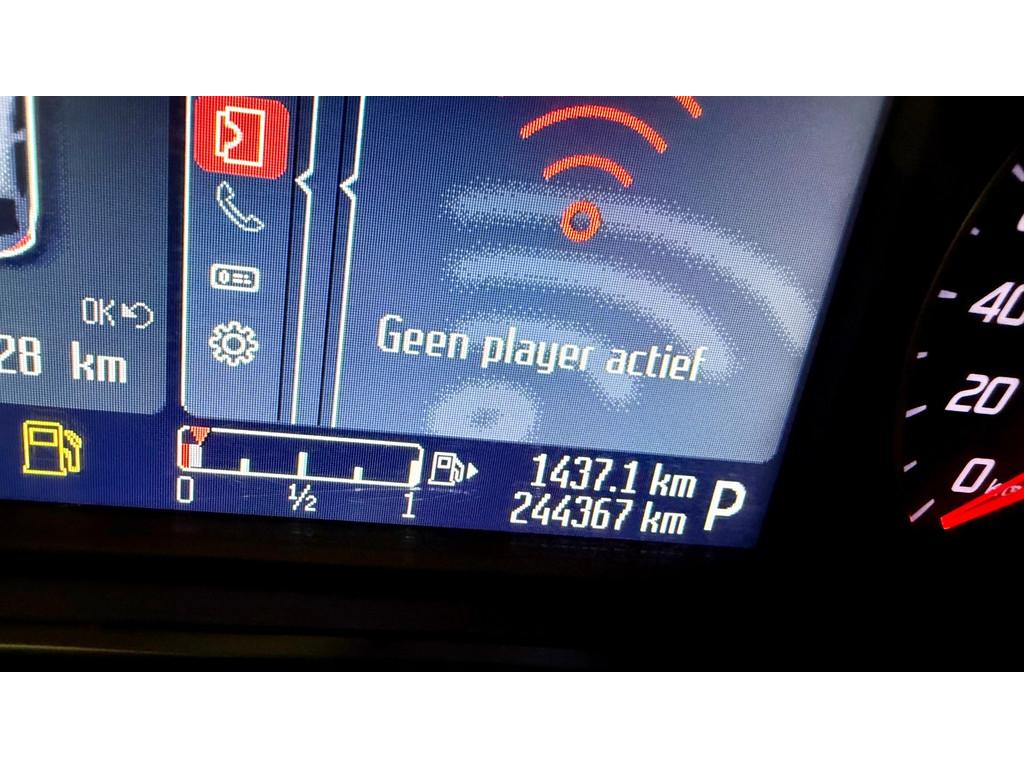 OK
28 km
Geen player actief
0 1/2 1
1437.1 km
244367 km
P
40
20
0